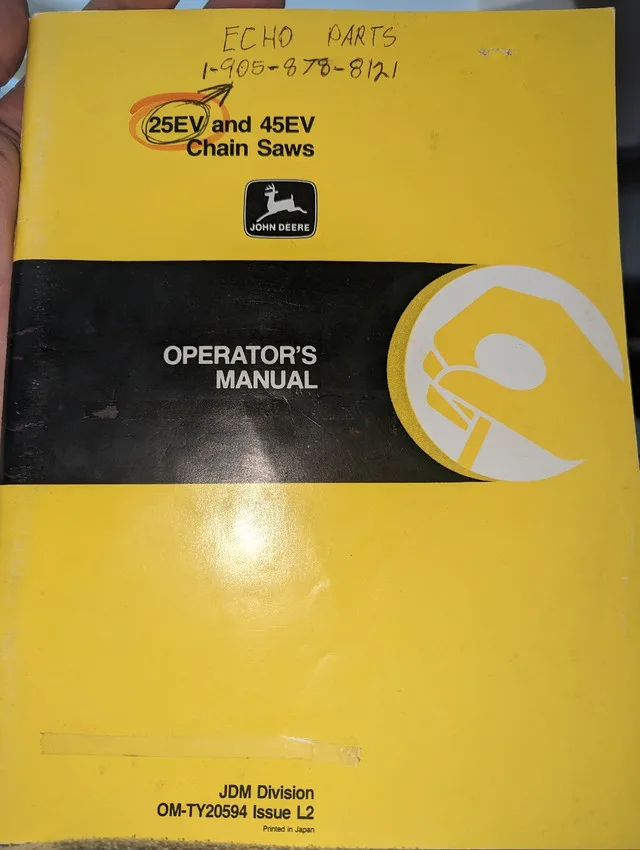 ECHO PARTS
1-905-878-8121
25EV and 45EV
Chain Saws
JOHN DEERE
OPERATOR'S
MANUAL
JDM Division
OM-TY20594 Issue L2
Printed in Japan